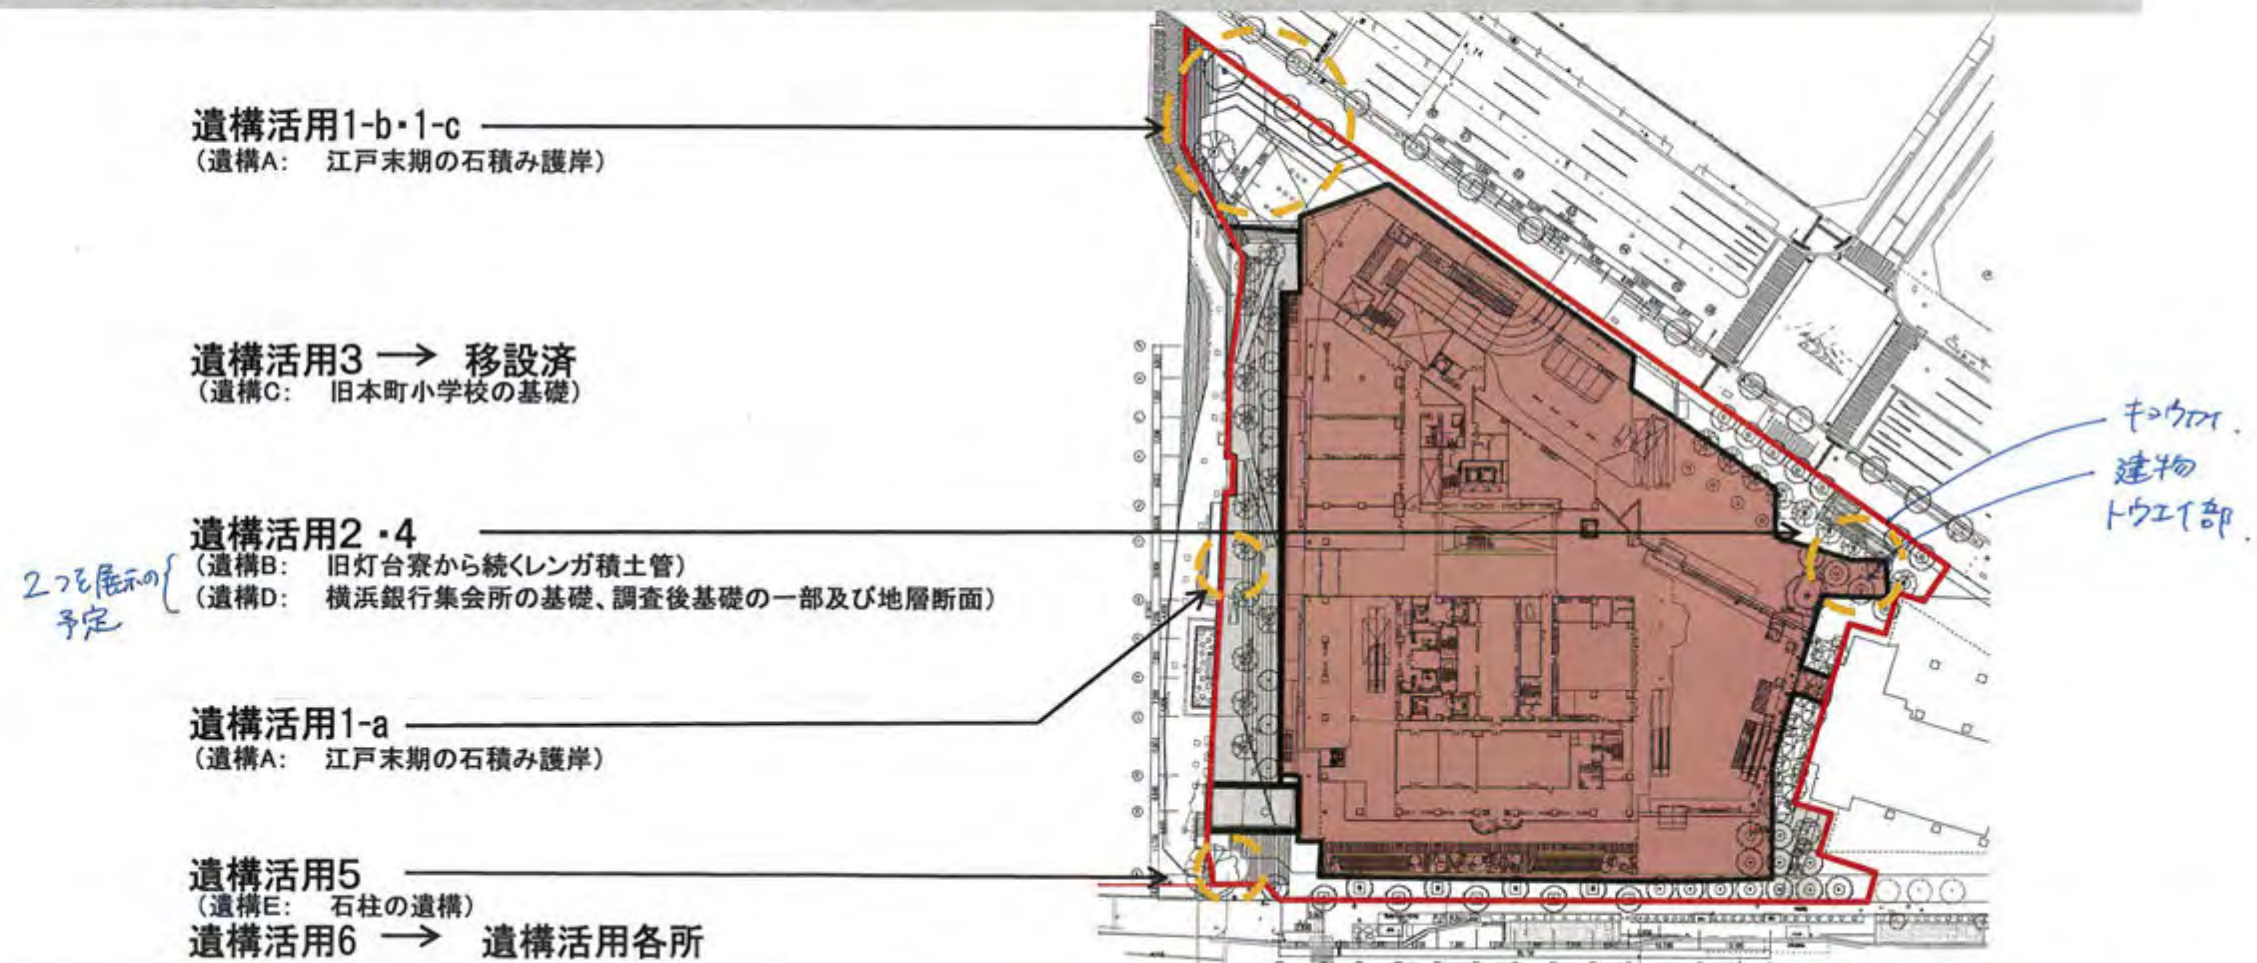 遺構活用1-b・1-c
(遺構A: 江戸末期の石積み護岸)
遺構活用3 → 移設済
(遺構C: 旧本町小学校の基礎)
遺構活用2・4
(遺構B: 旧灯台寮から続くレンガ積土管)
(遺構D: 横浜銀行集会所の基礎、調査後基礎の一部及び地層断面)
2つを展示の
予定
遺構活用1-a
(遺構A: 江戸末期の石積み護岸)
遺構活用5
(遺構E: 石柱の遺構)
遺構活用6 → 遺構活用各所
キョウカイ.
建物
トウエイ部.